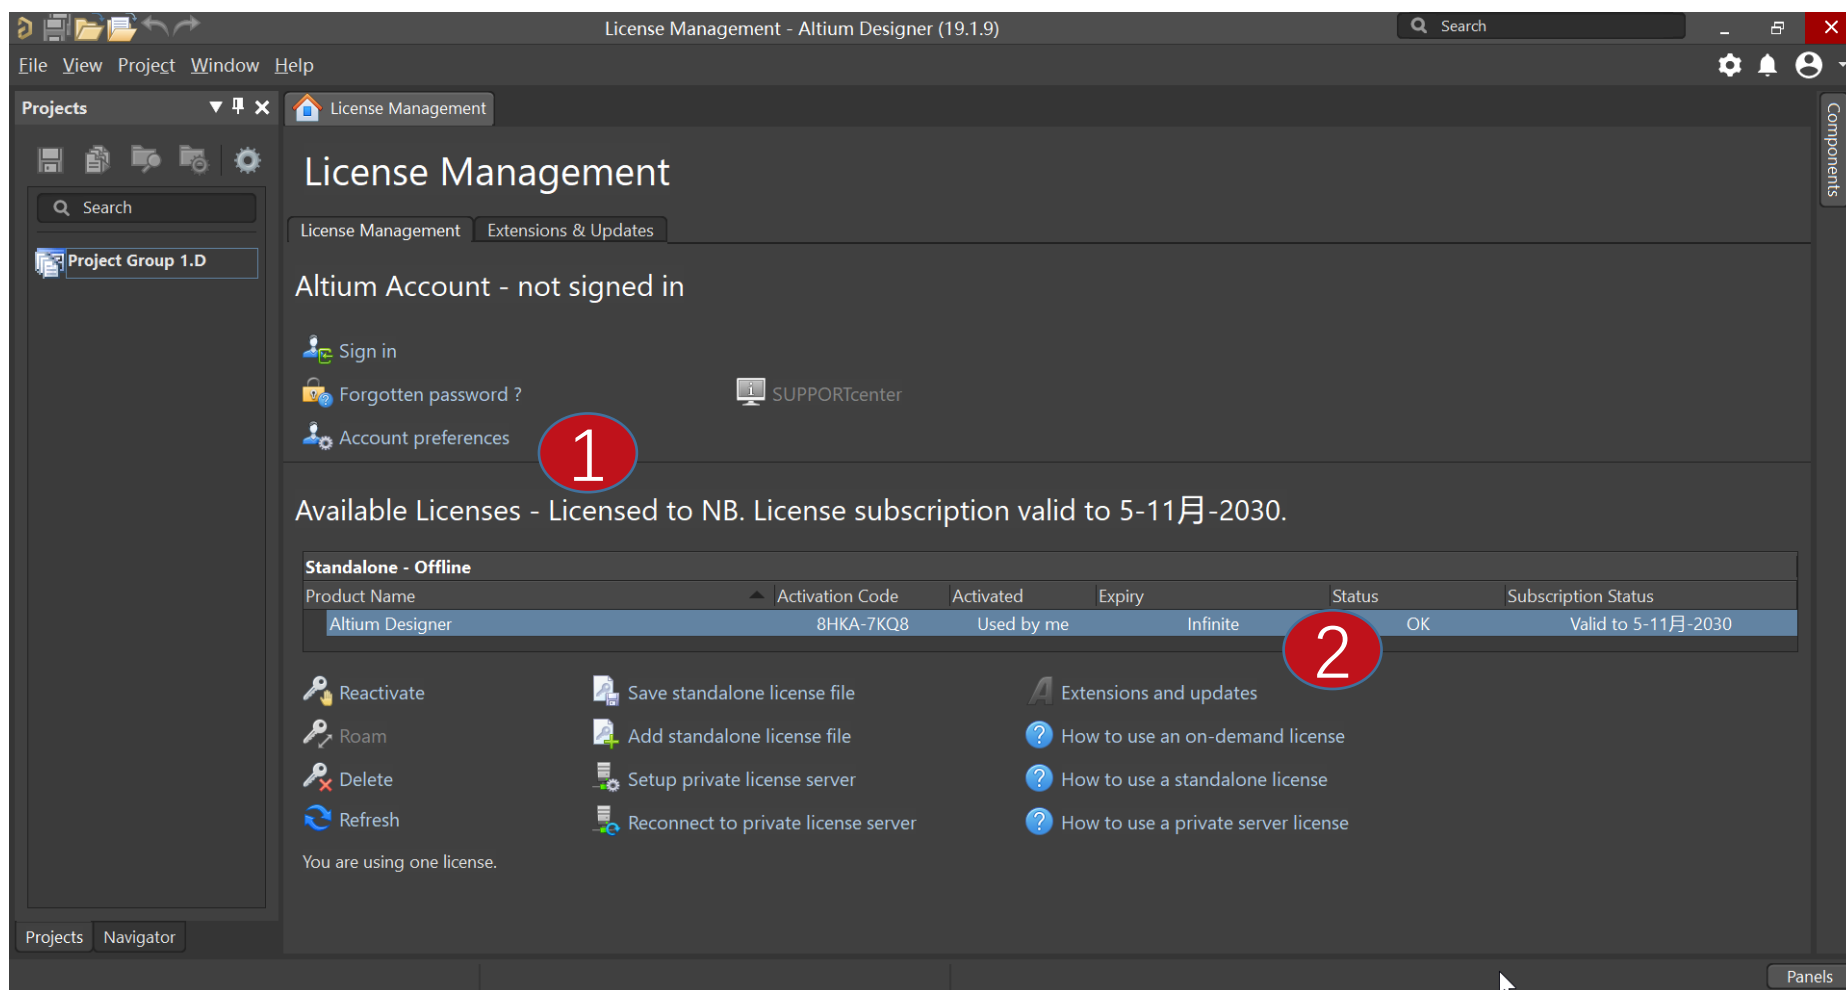 License Management - Altium Designer (19.1.9)
Search
File View Project Window Help
Projects
License Management
Components
License Management
Search
License Management Extensions & Updates
Project Group 1.D
Altium Account - not signed in
Sign in
Forgotten password ?
SUPPORTcenter
Account preferences
1
Available Licenses - Licensed to NB. License subscription valid to 5-11月-2030.
Standalone - Offline
Product Name Activation Code Activated Expiry Status Subscription Status
Altium Designer 8HKA-7KQ8 Used by me Infinite OK Valid to 5-11月-2030
2
Reactivate Save standalone license file Extensions and updates
Roam Add standalone license file How to use an on-demand license
Delete Setup private license server How to use a standalone license
Refresh Reconnect to private license server How to use a private server license
You are using one license.
Projects Navigator
Panels